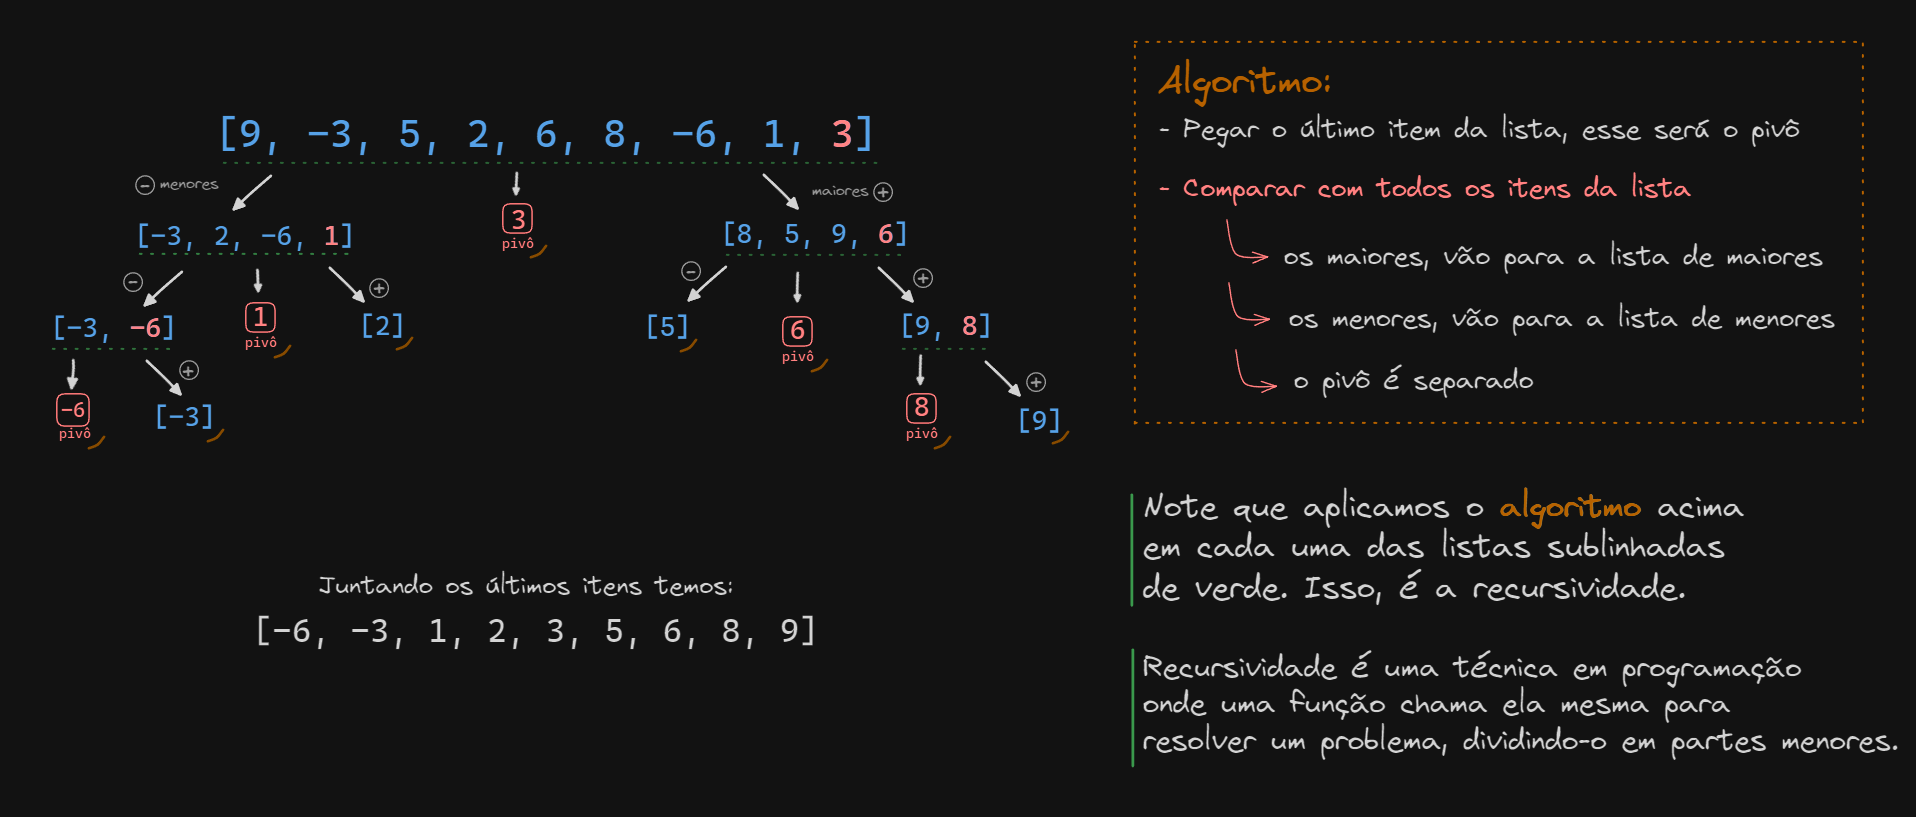 [9, −3, 5, 2, 6, 8, −6, 1, 3]
− menores
3
pivô
maiores +
[−3, 2, −6, 1]
[8, 5, 9, 6]
−
1
pivô
+
[−3, −6]
[2]
−
6
pivô
+
[5]
[9, 8]
−6
pivô
+
[−3]
8
pivô
+
[9]
Juntando os últimos itens temos:
[−6, −3, 1, 2, 3, 5, 6, 8, 9]
Algoritmo:
- Pegar o último item da lista, esse será o pivô
- Comparar com todos os itens da lista
os maiores, vão para a lista de maiores
os menores, vão para a lista de menores
o pivô é separado
Note que aplicamos o algoritmo acima
em cada uma das listas sublinhadas
de verde. Isso, é a recursividade.
Recursividade é uma técnica em programação
onde uma função chama ela mesma para
resolver um problema, dividindo-o em partes menores.